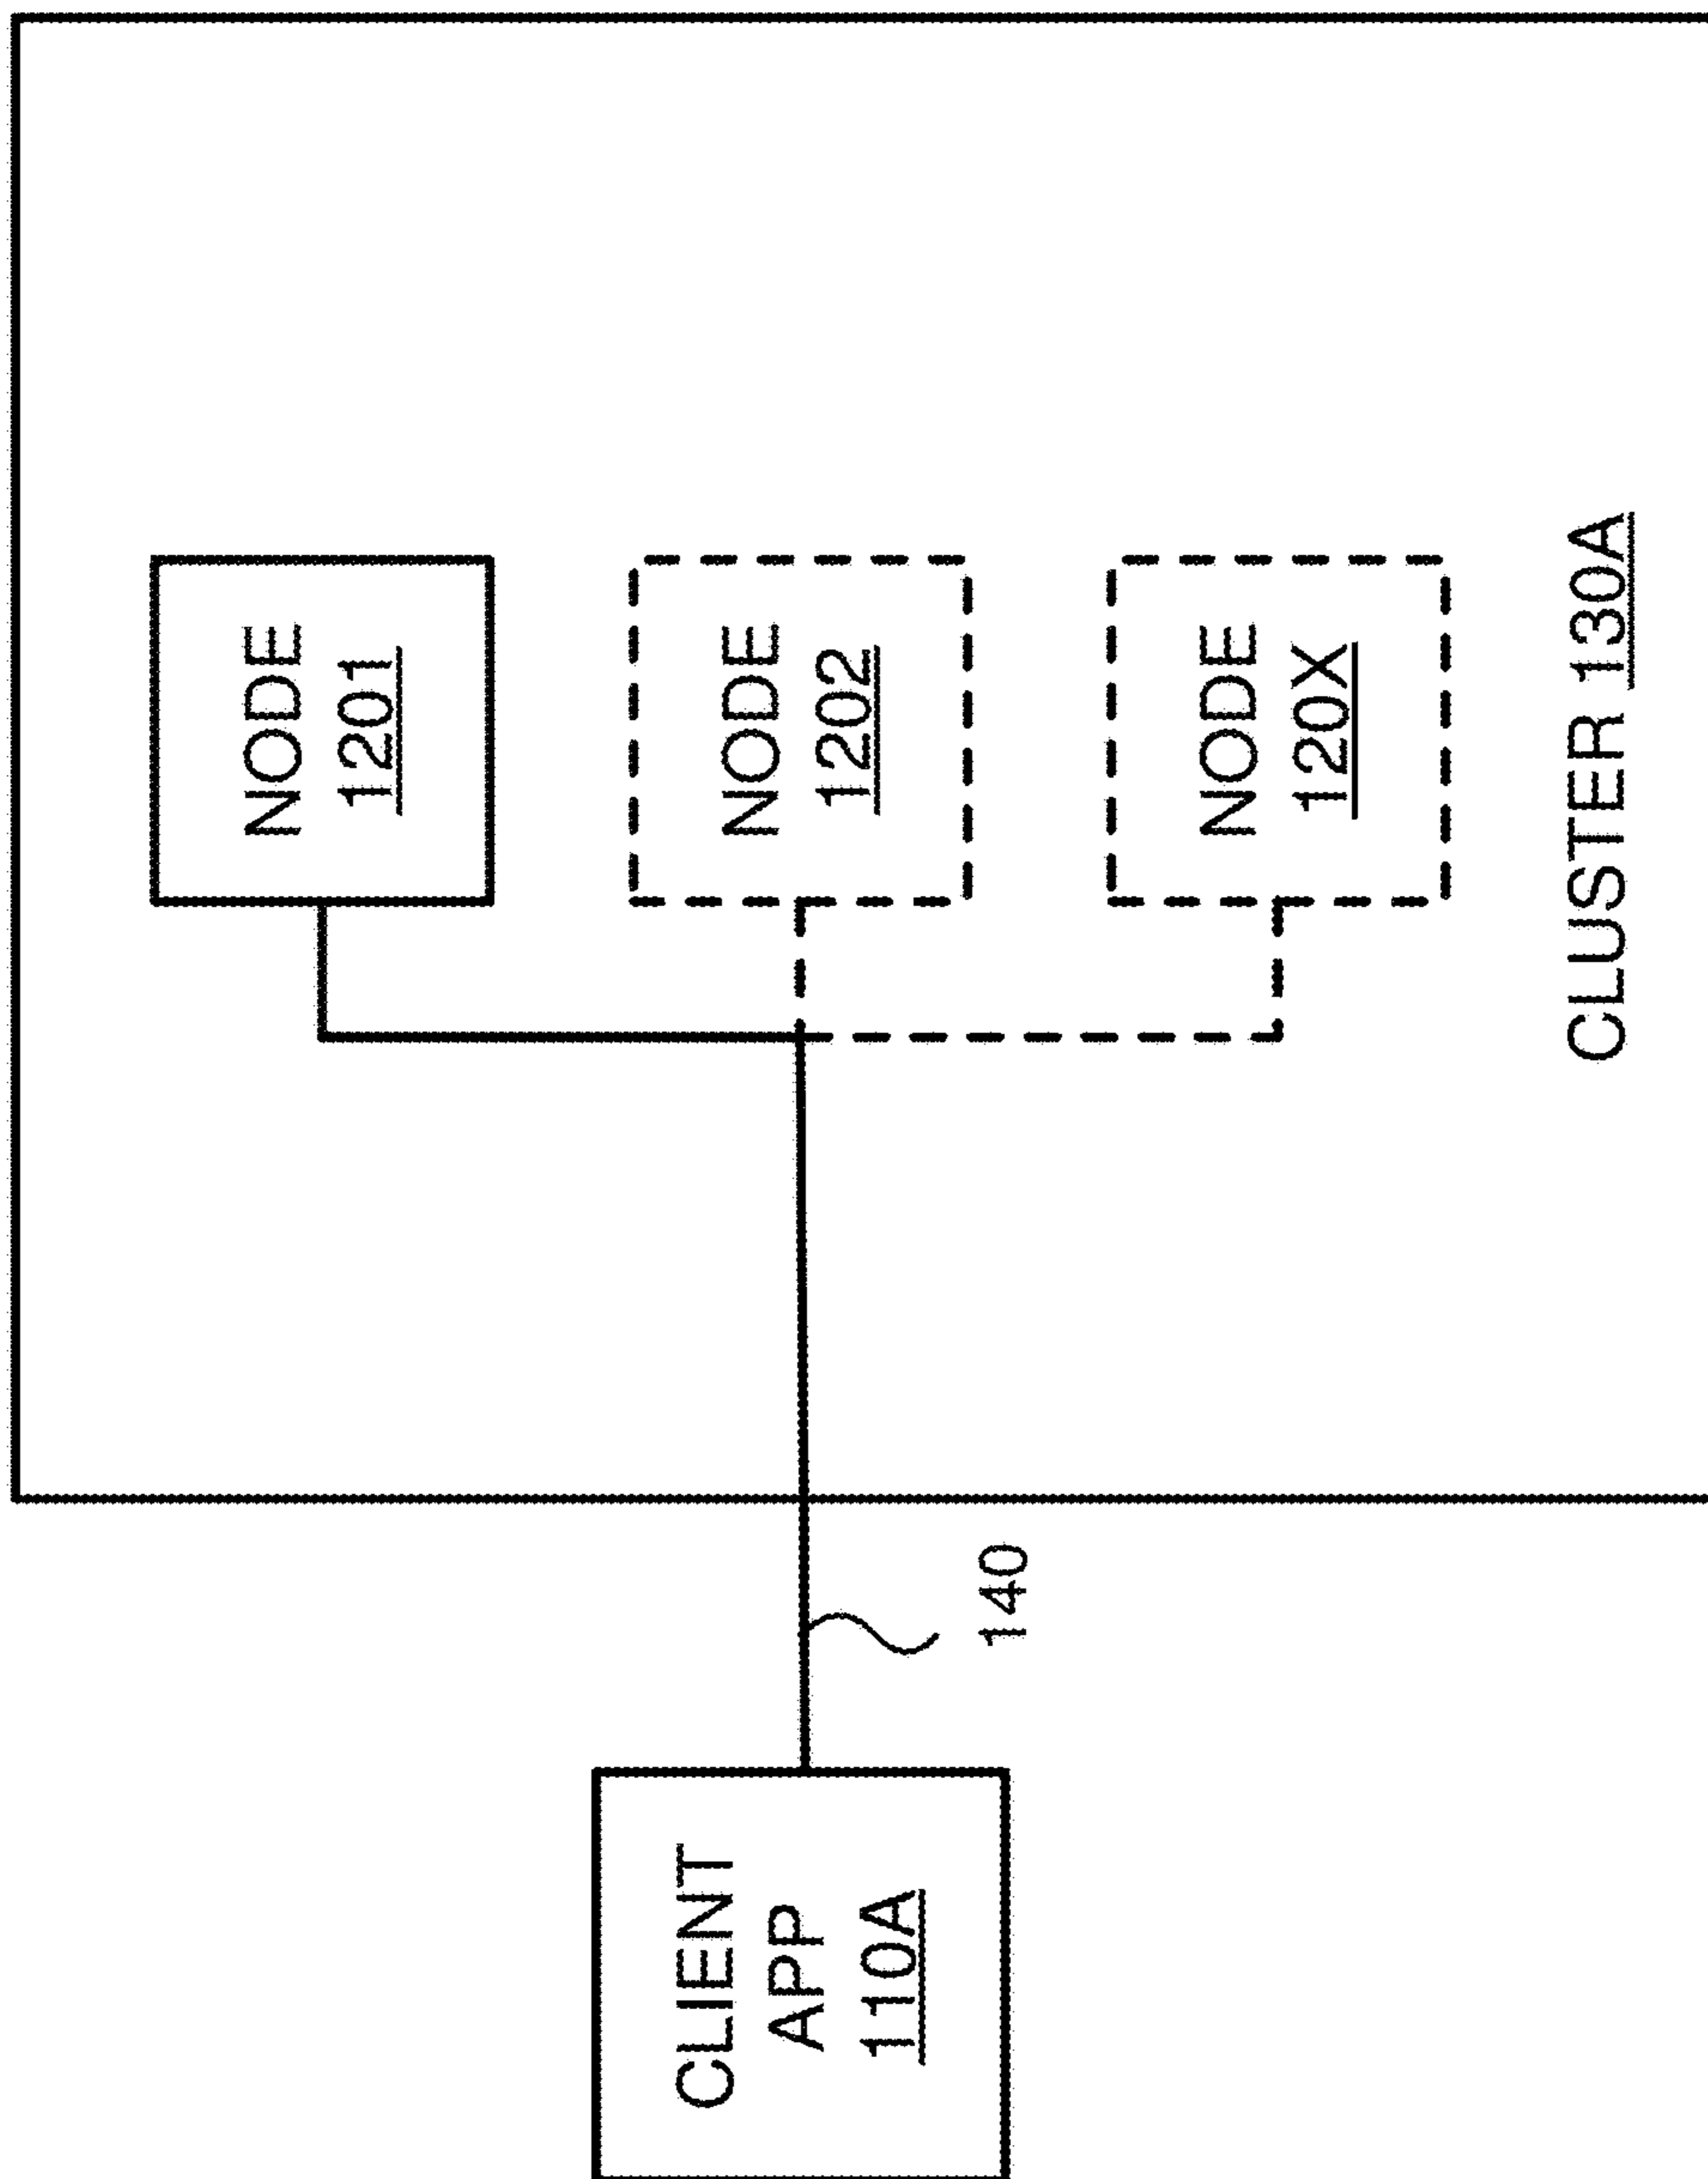 CLIENT
APP
110A
140
NODE
1201
NODE
1202
NODE
120X
CLUSTER 130A